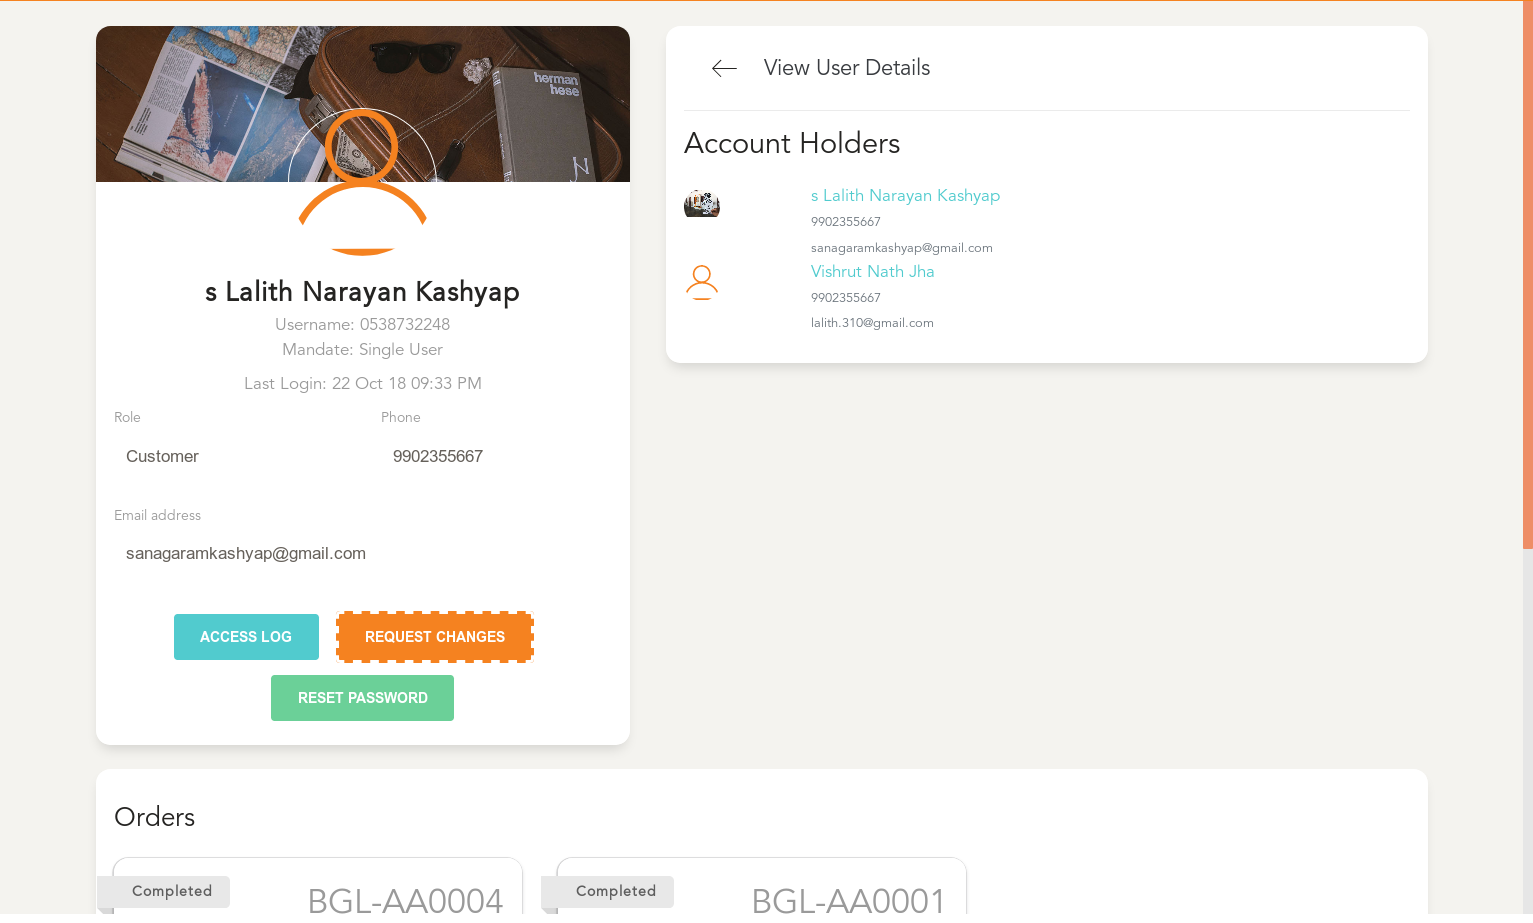 herman
hese
s Lalith Narayan Kashyap
Username: 0538732248
Mandate: Single User
Last Login: 22 Oct 18 09:33 PM
Role
Phone
Customer
9902355667
Email address
sanagaramkashyap@gmail.com
ACCESS LOG
REQUEST CHANGES
RESET PASSWORD
View User Details
Account Holders
s Lalith Narayan Kashyap
9902355667
sanagaramkashyap@gmail.com
Vishrut Nath Jha
9902355667
lalith.310@gmail.com
Orders
Completed
BGL-AA0004
Completed
BGL-AA0001